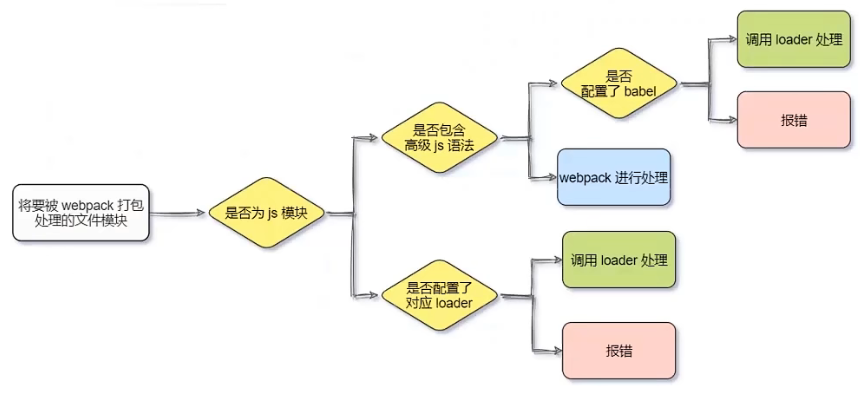 将要被 webpack 打包
处理的文件模块
是否为 js 模块
是否包含
高级 js 语法
是否
配置了 babel
调用 loader 处理
报错
webpack 进行处理
是否配置了
对应 loader
调用 loader 处理
报错